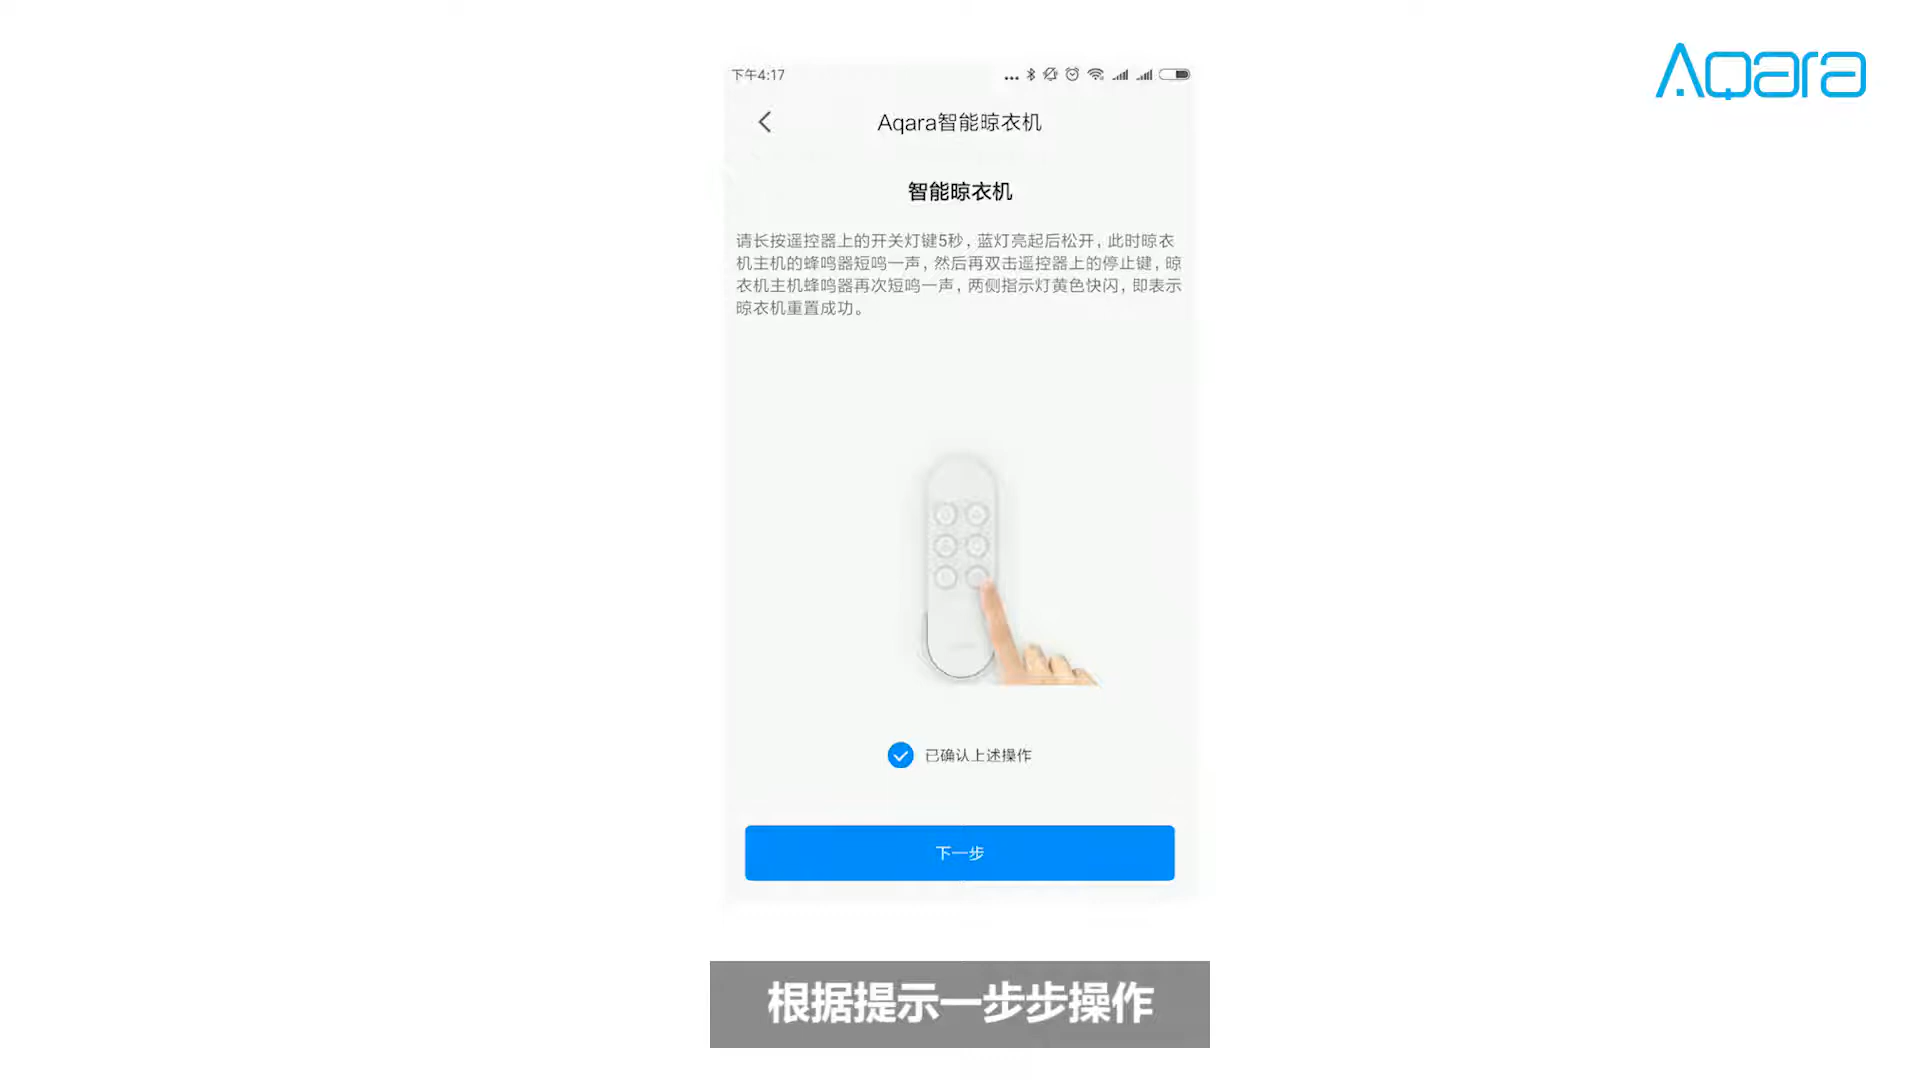 Aqara
下午4:17
Aqara智能晾衣机
智能晾衣机
请长按遥控器上的开关灯键5秒，蓝灯亮起后松开，此时晾衣
机主机的蜂鸣器短鸣一声，然后再双击遥控器上的停止键，晾
衣机主机蜂鸣器再次短鸣一声，两侧指示灯黄色快闪，即表示
晾衣机重置成功。
已确认上述操作
下一步
根据提示一步步操作